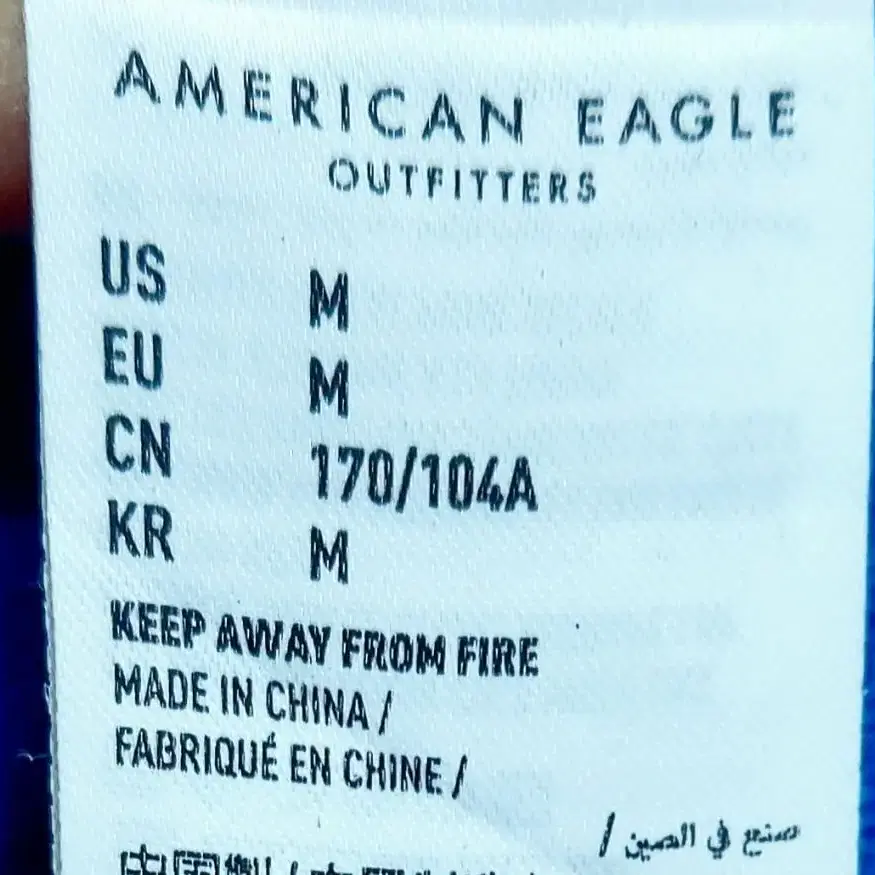 AMERICAN EAGLE
OUTFITTERS
US M
EU M
CN 170/104A
KR M
KEEP AWAY FROM FIRE
MADE IN CHINA /
FABRIQUÉ EN CHINE /
صنع في الصين /